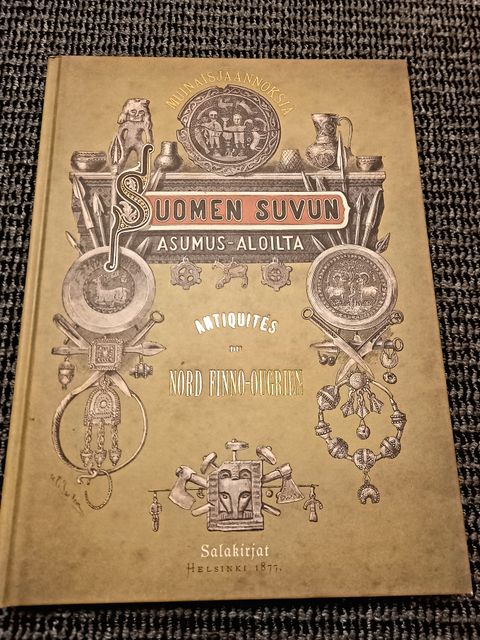 MUINAISJÄÄNNÖKSIÄ
SUOMEN SUVUN
ASUMUS-ALOILTA
ANTIQUITÉS
DU
NORD FINNO-OUGRIEN
Salakirjat
HELSINKI 1877.